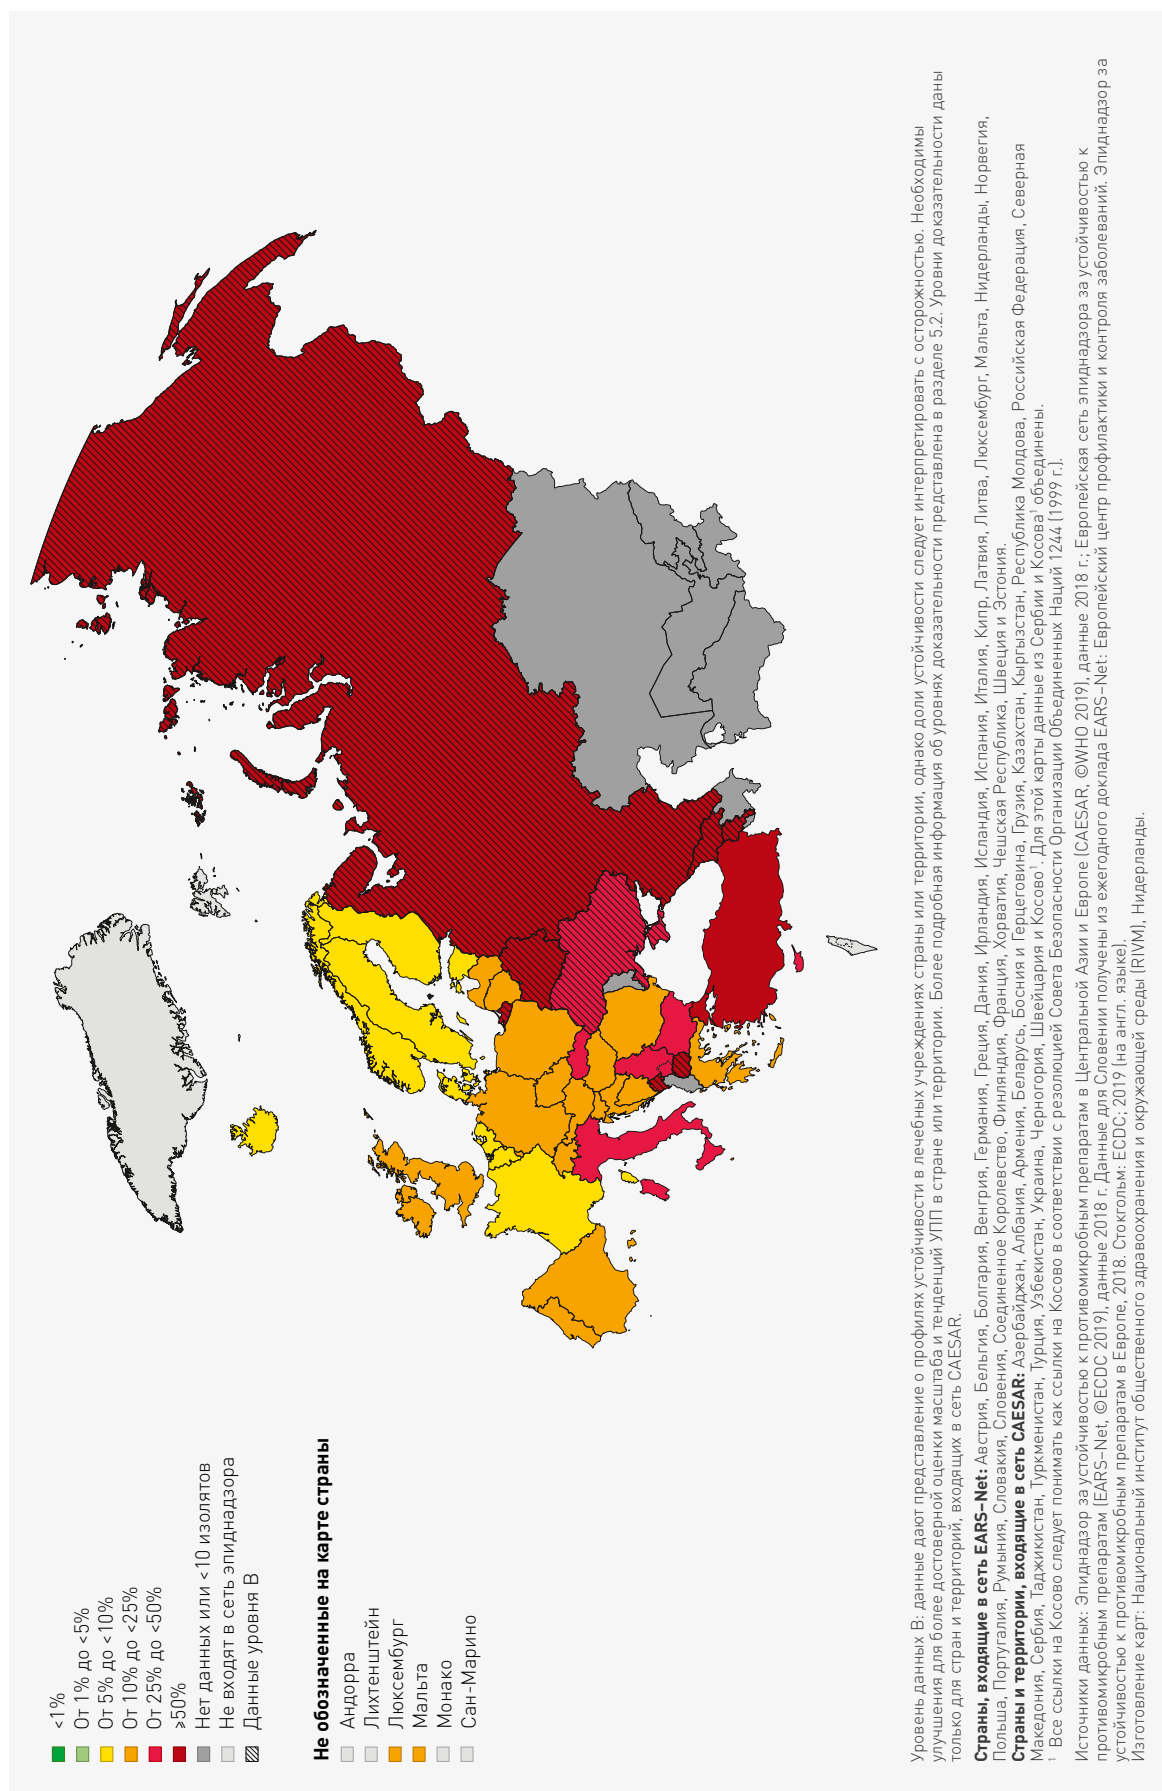 <1%
От 1% до <5%
От 5% до <10%
От 10% до <25%
От 25% до <50%
≥50%
Нет данных или <10 изолятов
Не входят в сеть эпиднадзора
Данные уровня B
Не обозначенные на карте страны
Андорра
Лихтенштейн
Люксембург
Мальта
Монако
Сан-Марино
Уровень данных B: данные дают представление о профилях устойчивости в лечебных учреждениях страны или территории, однако доли устойчивости следует интерпретировать с осторожностью. Необходимы
улучшения для более достоверной оценки масштаба и тенденций УПП в стране или территории. Более подробная информация об уровнях доказательности представлена в разделе 5.2. Уровни доказательности даны
только для стран и территорий, входящих в сеть CAESAR.
Страны, входящие в сеть EARS–Net: Австрия, Бельгия, Болгария, Венгрия, Германия, Греция, Дания, Ирландия, Исландия, Испания, Италия, Кипр, Латвия, Литва, Люксембург, Мальта, Нидерланды, Норвегия,
Польша, Португалия, Румыния, Словакия, Словения, Соединенное Королевство, Финляндия, Франция, Хорватия, Чешская Республика, Швеция и Эстония.
Страны и территории, входящие в сеть CAESAR: Азербайджан, Албания, Армения, Беларусь, Босния и Герцеговина, Грузия, Казахстан, Кыргызстан, Республика Молдова, Российская Федерация, Северная
Македония, Сербия, Таджикистан, Туркменистан, Турция, Узбекистан, Украина, Черногория, Швейцария и Косово¹. Для этой карты данные из Сербии и Косова¹ объединены.
¹ Все ссылки на Косово следует понимать как ссылки на Косово в соответствии с резолюцией Совета Безопасности Организации Объединенных Наций 1244 (1999 г.).
Источники данных: Эпиднадзор за устойчивостью к противомикробным препаратам в Центральной Азии и Европе (CAESAR, ©WHO 2019), данные 2018 г.; Европейская сеть эпиднадзора за устойчивостью к
противомикробным препаратам (EARS–Net, ©ECDC 2019), данные 2018 г. Данные для Словении получены из ежегодного доклада EARS–Net: Европейский центр профилактики и контроля заболеваний. Эпиднадзор за
устойчивостью к противомикробным препаратам в Европе, 2018. Стокгольм: ECDC; 2019 (на англ. языке).
Изготовление карт: Национальный институт общественного здравоохранения и окружающей среды (RIVM), Нидерланды.